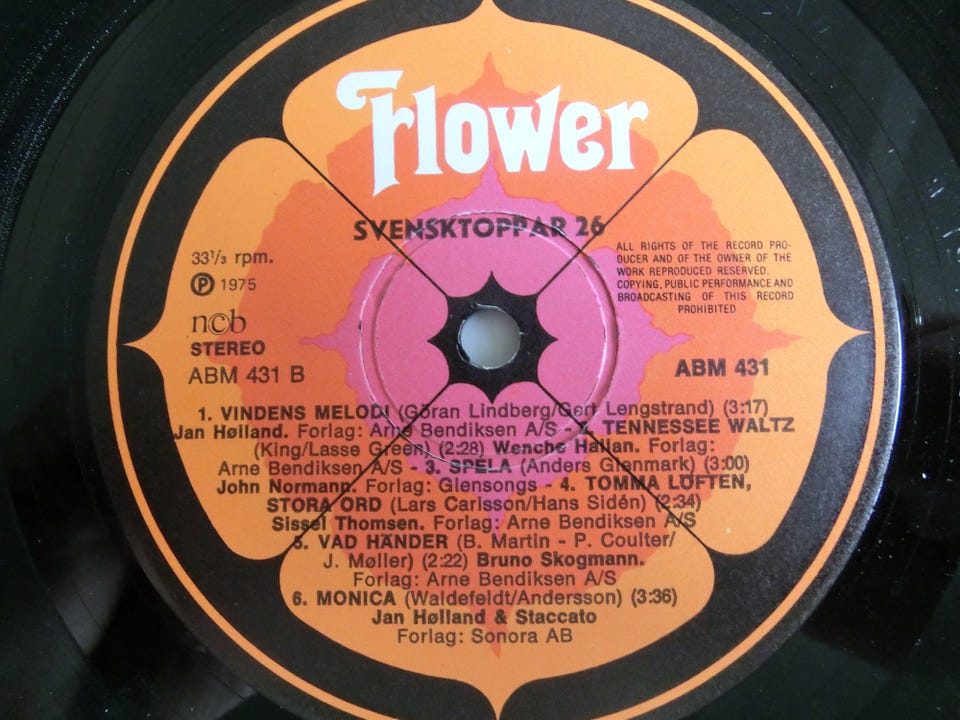 Flower
SVENSKTOPPAR 26
33 1/3 rpm.
Ⓟ 1975
ncb
STEREO
ABM 431 B
ALL RIGHTS OF THE RECORD PRO-
DUCER AND OF THE OWNER OF THE
WORK REPRODUCED RESERVED.
COPYING, PUBLIC PERFORMANCE AND
BROADCASTING OF THIS RECORD
PROHIBITED
ABM 431
1. VINDENS MELODI (Göran Lindberg/Gert Lengstrand) (3:17)
Jan Høiland. Forlag: Arne Bendiksen A/S - 2. TENNESSEE WALTZ
(King/Lasse Green) (2:28) Wenche Hallan. Forlag:
Arne Bendiksen A/S - 3. SPELA (Anders Glenmark) (3:00)
John Normann. Forlag: Glensongs - 4. TOMMA LÖFTEN,
STORA ORD (Lars Carlsson/Hans Sidén) (2:34)
Sissel Thomsen. Forlag: Arne Bendiksen A/S
5. VAD HÄNDER (B. Martin - P. Coulter/
J. Møller) (2:22) Bruno Skogmann.
Forlag: Arne Bendiksen A/S
6. MONICA (Waldefeldt/Andersson) (3:36)
Jan Høiland & Staccato
Forlag: Sonora AB